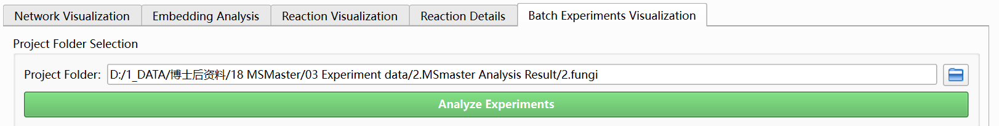 Network Visualization Embedding Analysis Reaction Visualization Reaction Details Batch Experiments Visualization
Project Folder Selection
Project Folder: D:/1_DATA/博士后资料/18 MSMaster/03 Experiment data/2.MSmaster Analysis Result/2.fungi
Analyze Experiments